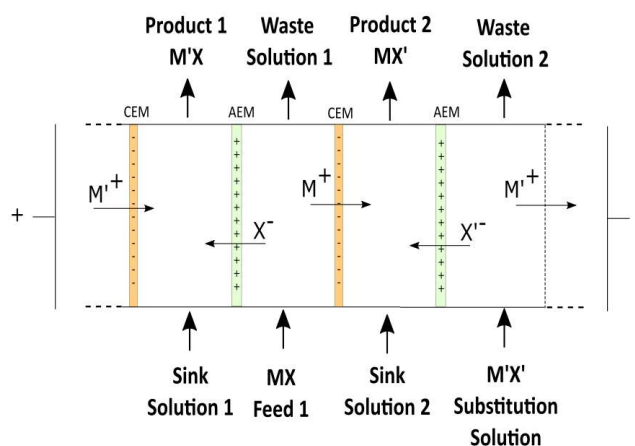 Product 1
M'X
Waste
Solution 1
Product 2
MX'
Waste
Solution 2
CEM
AEM
CEM
AEM
M'+
X-
M+
X'-
M'+
+
Sink
Solution 1
MX
Feed 1
Sink
Solution 2
M'X'
Substitution
Solution